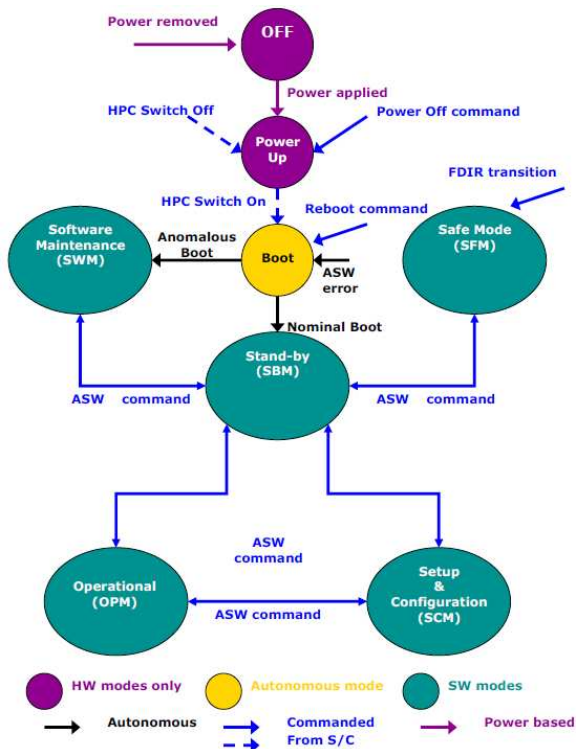 Power removed
OFF
Power applied
HPC Switch Off
Power Off command
Power
Up
FDIR transition
HPC Switch On
Reboot command
Software
Maintenance
(SWM)
Anomalous
Boot
Boot
ASW
error
Safe Mode
(SFM)
Nominal Boot
Stand-by
(SBM)
ASW command
ASW command
ASW
command
Operational
(OPM)
ASW command
Setup
&
Configuration
(SCM)
HW modes only
Autonomous mode
SW modes
Autonomous
Commanded
From S/C
Power based